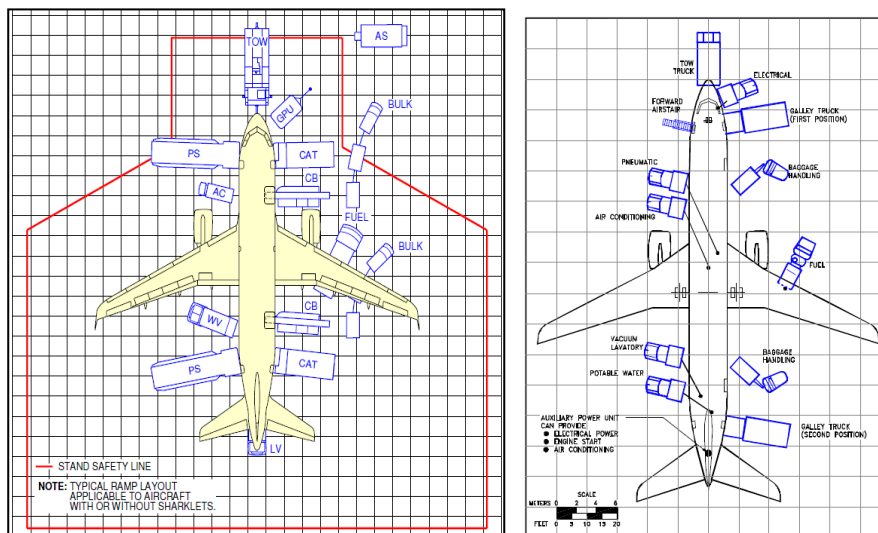 TOW
AS
GPU
BULK
PS
CAT
CB
AC
FUEL
BULK
CB
WV
PS
CAT
LV
STAND SAFETY LINE
NOTE: TYPICAL RAMP LAYOUT
APPLICABLE TO AIRCRAFT
WITH OR WITHOUT SHARKLETS.
TOW
TRUCK
ELECTRICAL
FORWARD
AIRSTAIR
GALLEY TRUCK
(FIRST POSITION)
PNEUMATIC
BAGGAGE
HANDLING
AIR CONDITIONING
FUEL
VACUUM
LAVATORY
BAGGAGE
HANDLING
POTABLE WATER
AUXILIARY POWER UNIT
CAN PROVIDE:
● ELECTRICAL POWER
● ENGINE START
● AIR CONDITIONING
GALLEY TRUCK
(SECOND POSITION)
SCALE
METERS 0 2 4 6
FEET 0 5 10 15 20